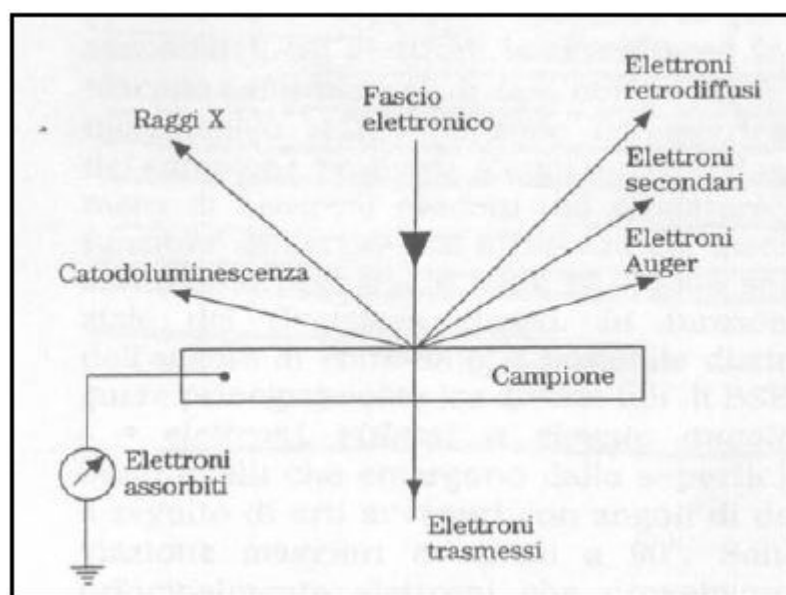 Raggi X
Fascio
elettronico
Elettroni
retrodiffusi
Elettroni
secondari
Elettroni
Auger
Catodoluminescenza
Campione
Elettroni
assorbiti
Elettroni
trasmessi